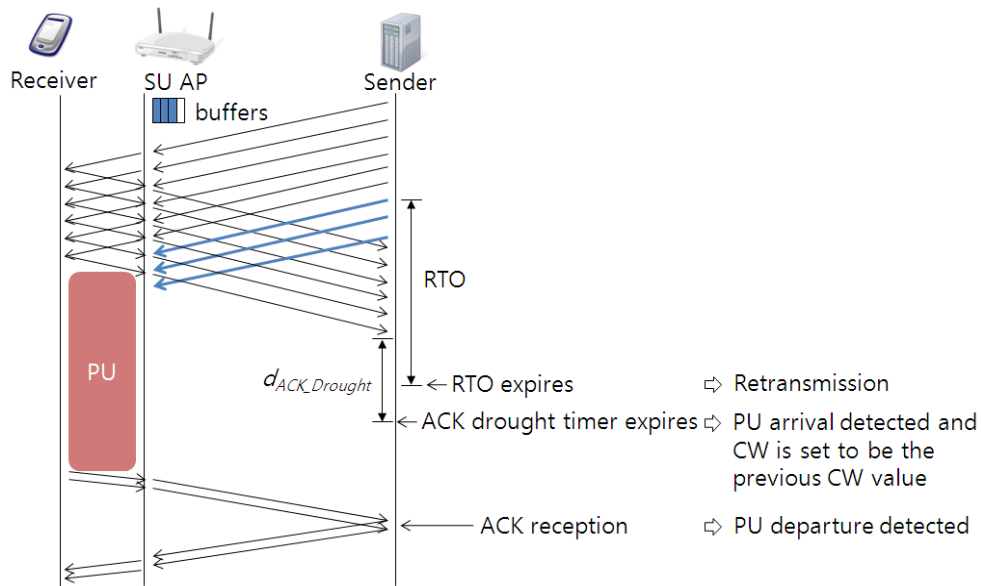 Receiver
SU AP
Sender
buffers
RTO
PU
d_ACK_Drought
RTO expires
Retransmission
ACK drought timer expires
PU arrival detected and
CW is set to be the
previous CW value
ACK reception
PU departure detected